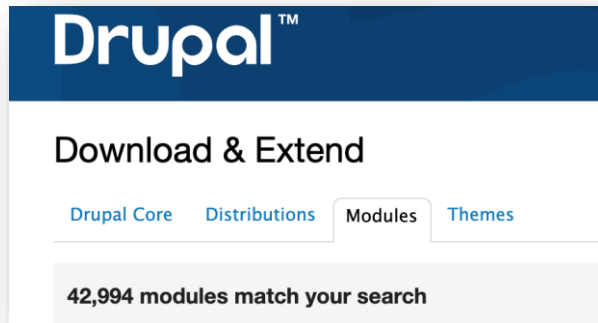 Drupal™
Download & Extend
Drupal Core Distributions Modules Themes
42,994 modules match your search